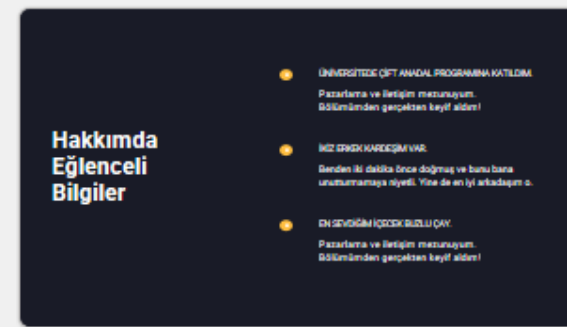 Hakkımda
Eğlenceli
Bilgiler
ÜNİVERSİTEDE ÇİFT ANADAL PROGRAMINA KATILDIM.
Pazarlama ve iletişim mezunuyum.
Bölümümden gerçekten keyif aldım!
İKİZ ERKEK KARDEŞİM VAR.
Benden iki dakika önce doğmuş ve bunu bana
unutturmamaya niyetli. Yine de en iyi arkadaşım o.
EN SEVDİĞİM İÇECEK BUZLU ÇAY.
Pazarlama ve iletişim mezunuyum.
Bölümümden gerçekten keyif aldım!